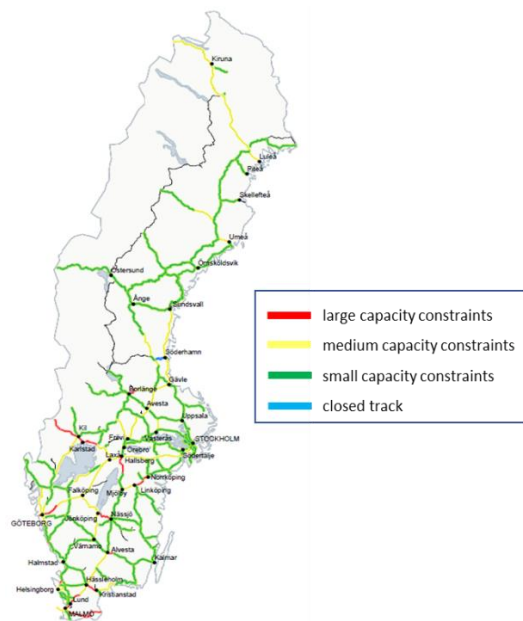 Kiruna
Luleå
Piteå
Skellefteå
Umeå
Örnsköldsvik
Östersund
Ånge
Sundsvall
large capacity constraints
medium capacity constraints
small capacity constraints
closed track
Söderhamn
Gävle
Borlänge
Avesta
Uppsala
Kil
Karlstad
Frövi
Västerås
STOCKHOLM
Örebro
Laxå
Hallsberg
Södertälje
Norrköping
Linköping
Mjölby
Falköping
GÖTEBORG
Jönköping
Nässjö
Värnamo
Alvesta
Halmstad
Kalmar
Helsingborg
Hässleholm
Kristianstad
Lund
MALMÖ